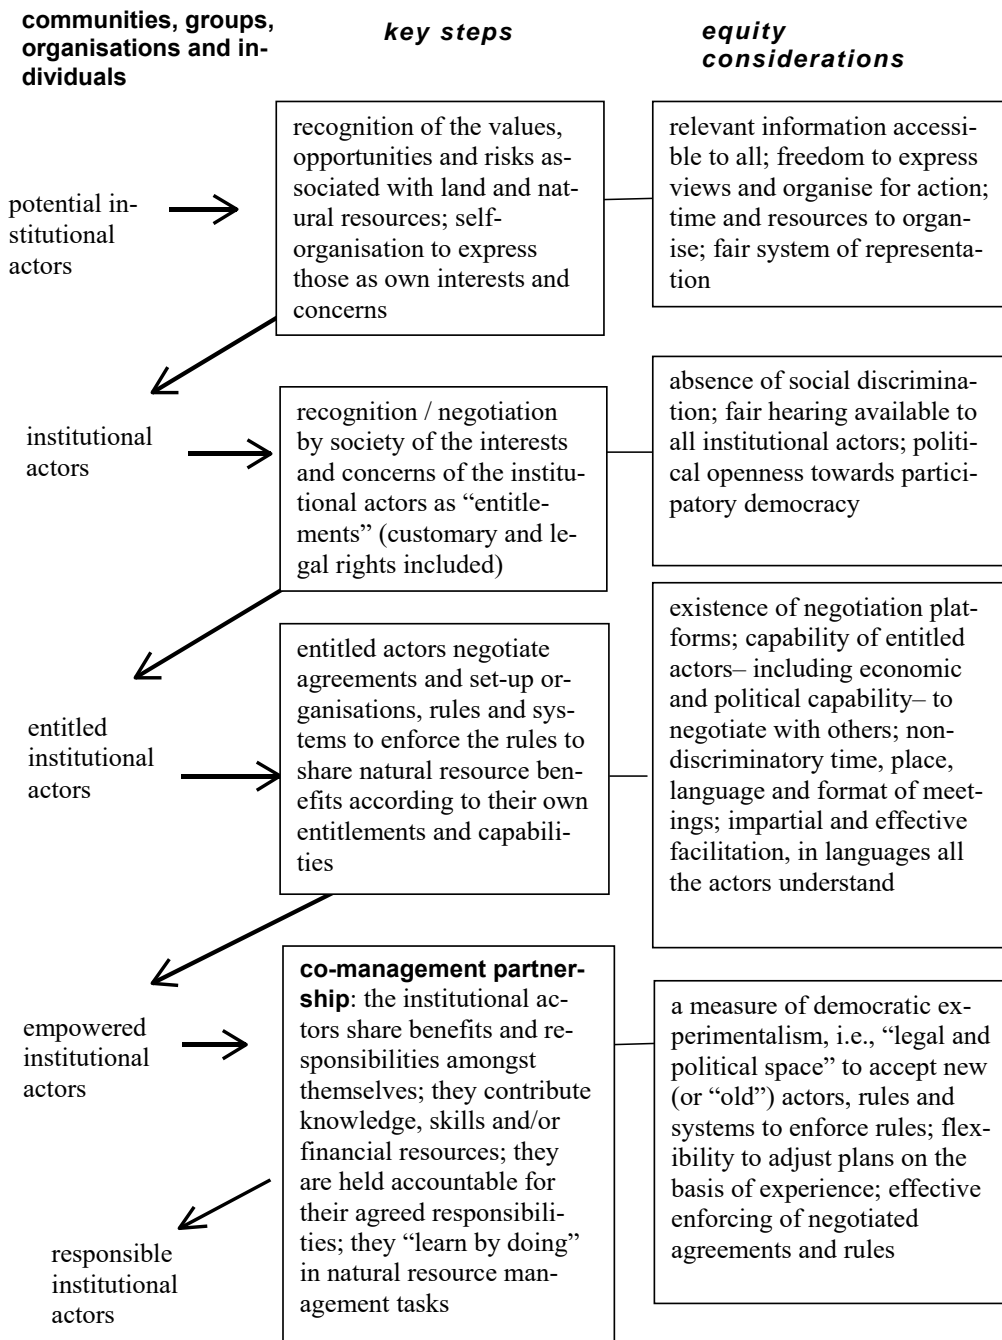 communities, groups,
organisations and in-
dividuals
key steps
equity
considerations
potential in-
stitutional
actors
recognition of the values,
opportunities and risks as-
sociated with land and nat-
ural resources; self-
organisation to express
those as own interests and
concerns
relevant information accessi-
ble to all; freedom to express
views and organise for action;
time and resources to organ-
ise; fair system of representa-
tion
institutional
actors
recognition / negotiation
by society of the interests
and concerns of the institu-
tional actors as “entitle-
ments” (customary and le-
gal rights included)
absence of social discrimina-
tion; fair hearing available to
all institutional actors; polit-
ical openness towards partici-
patory democracy
entitled
institutional
actors
entitled actors negotiate
agreements and set-up or-
ganisations, rules and sys-
tems to enforce the rules to
share natural resource ben-
efits according to their own
entitlements and capabili-
ties
existence of negotiation plat-
forms; capability of entitled
actors– including economic
and political capability– to
negotiate with others; non-
discriminatory time, place,
language and format of meet-
ings; impartial and effective
facilitation, in languages all
the actors understand
empowered
institutional
actors
co-management partner-
ship: the institutional ac-
tors share benefits and re-
sponsibilities amongst
themselves; they contribute
knowledge, skills and/or
financial resources; they
are held accountable for
their agreed responsibili-
ties; they “learn by doing”
in natural resource man-
agement tasks
a measure of democratic ex-
perimentalism, i.e., “legal and
political space” to accept new
(or “old”) actors, rules and
systems to enforce rules; flex-
ibility to adjust plans on the
basis of experience; effective
enforcing of negotiated
agreements and rules
responsible
institutional
actors